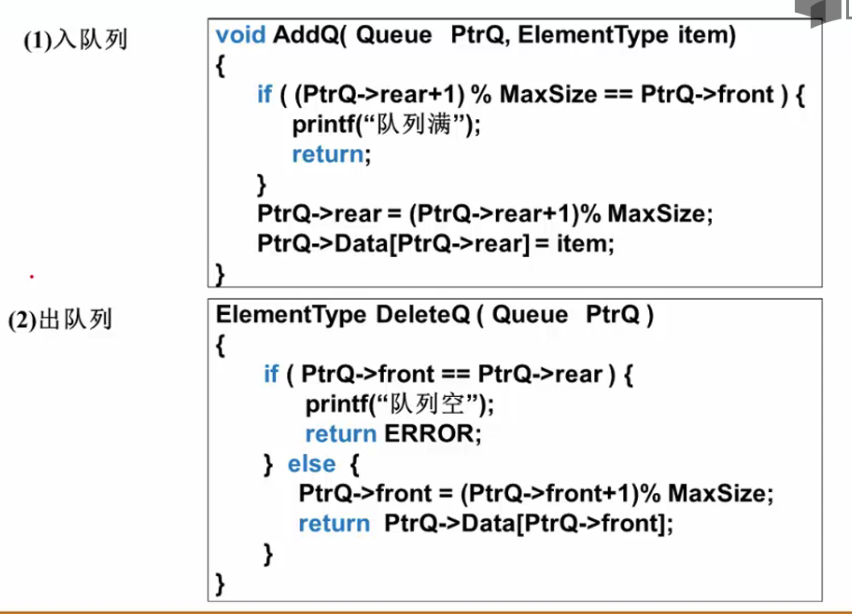 (1)入队列
void AddQ( Queue PtrQ, ElementType item)
{
if ( (PtrQ->rear+1) % MaxSize == PtrQ->front ) {
printf(“队列满”);
return;
}
PtrQ->rear = (PtrQ->rear+1)% MaxSize;
PtrQ->Data[PtrQ->rear] = item;
}
(2)出队列
ElementType DeleteQ ( Queue PtrQ )
{
if ( PtrQ->front == PtrQ->rear ) {
printf(“队列空”);
return ERROR;
} else {
PtrQ->front = (PtrQ->front+1)% MaxSize;
return PtrQ->Data[PtrQ->front];
}
}